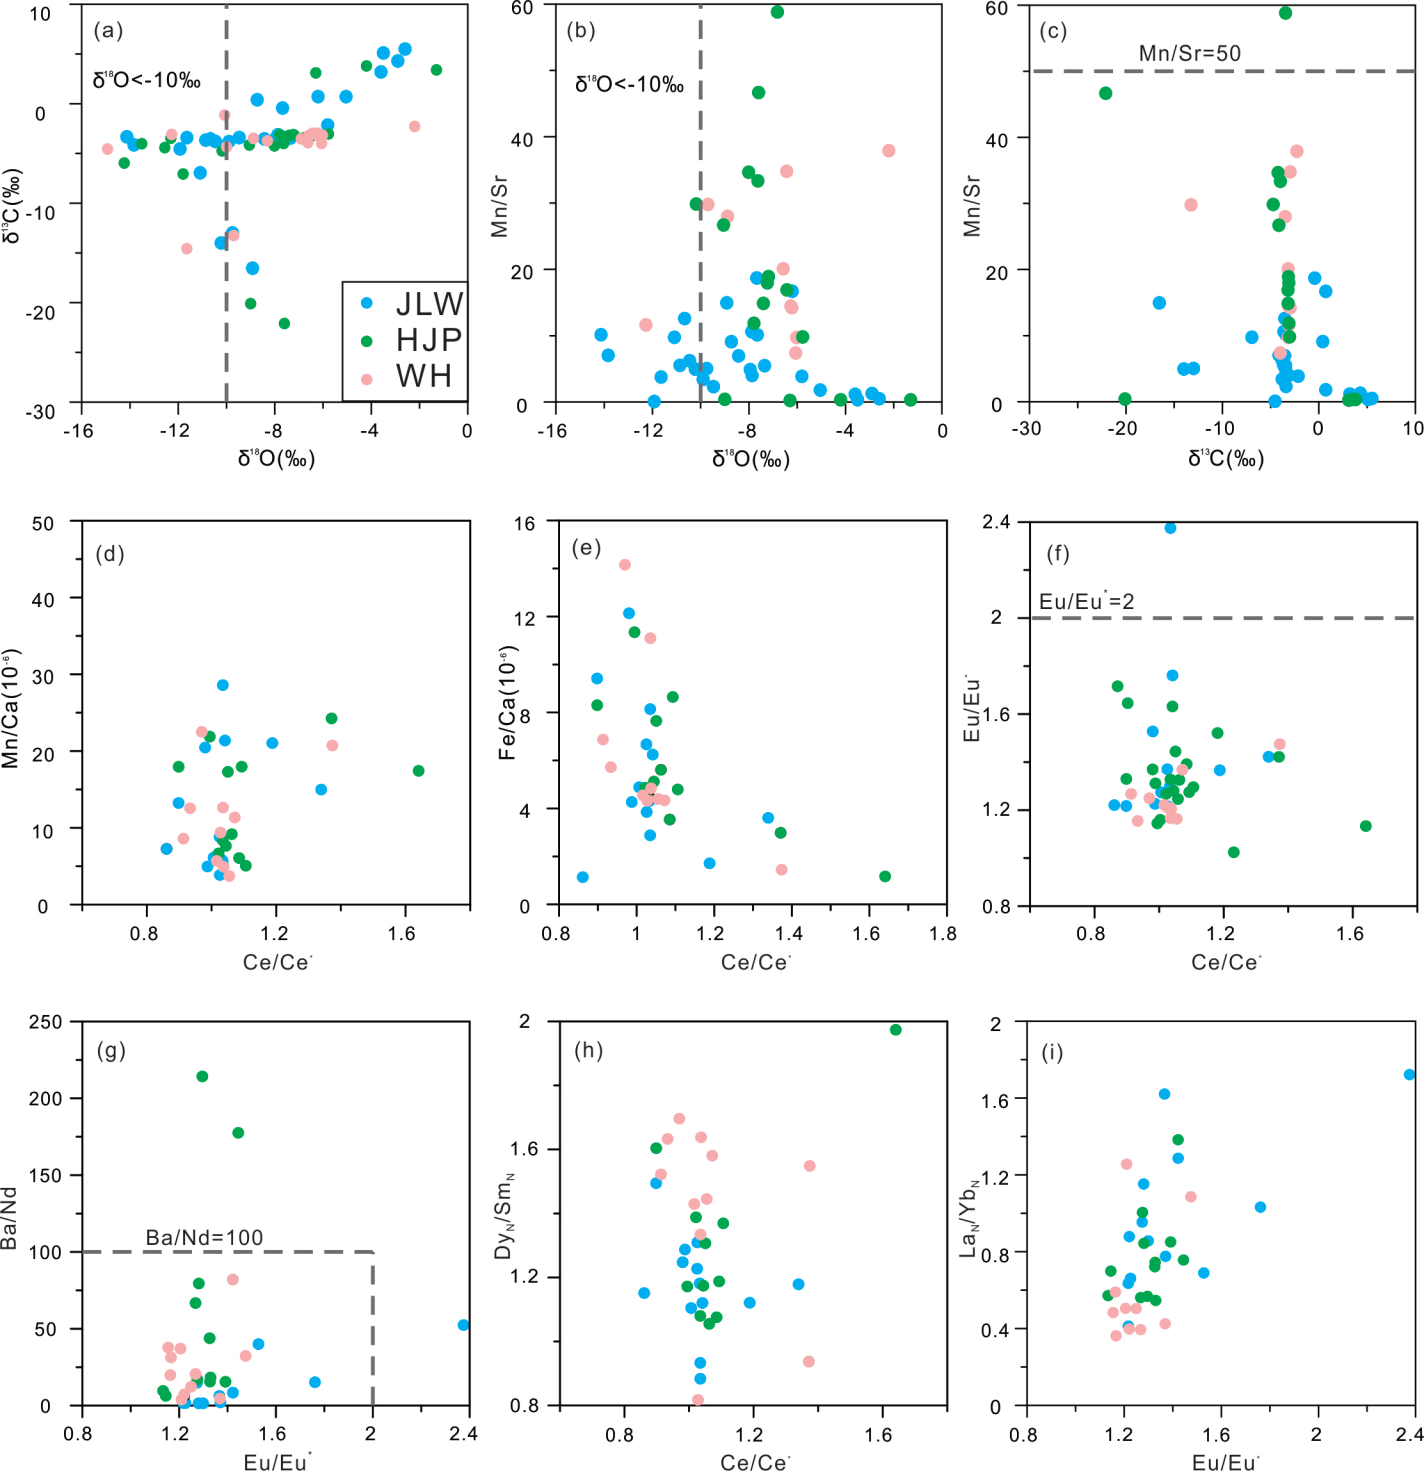 (a)
δ¹⁸O<-10‰
10
0
-10
-20
-30
δ¹³C(‰)
-16
-12
-8
-4
0
δ¹⁸O(‰)
JLW
HJP
WH
(b)
δ¹⁸O<-10‰
60
40
20
0
Mn/Sr
-16
-12
-8
-4
0
δ¹⁸O(‰)
(c)
Mn/Sr=50
60
40
20
0
Mn/Sr
-30
-20
-10
0
10
δ¹³C(‰)
(d)
50
40
30
20
10
0
Mn/Ca(10⁻⁶)
0.8
1.2
1.6
Ce/Ce*
(e)
16
12
8
4
0
Fe/Ca(10⁻⁶)
0.8
1
1.2
1.4
1.6
1.8
Ce/Ce*
(f)
Eu/Eu*=2
2.4
2
1.6
1.2
0.8
Eu/Eu*
0.8
1.2
1.6
Ce/Ce*
(g)
Ba/Nd=100
250
200
150
100
50
0
Ba/Nd
0.8
1.2
1.6
2
2.4
Eu/Eu*
(h)
2
1.6
1.2
0.8
Dy_N/Sm_N
0.8
1.2
1.6
Ce/Ce*
(i)
2
1.6
1.2
0.8
0.4
0
La_N/Yb_N
0.8
1.2
1.6
2
2.4
Eu/Eu*